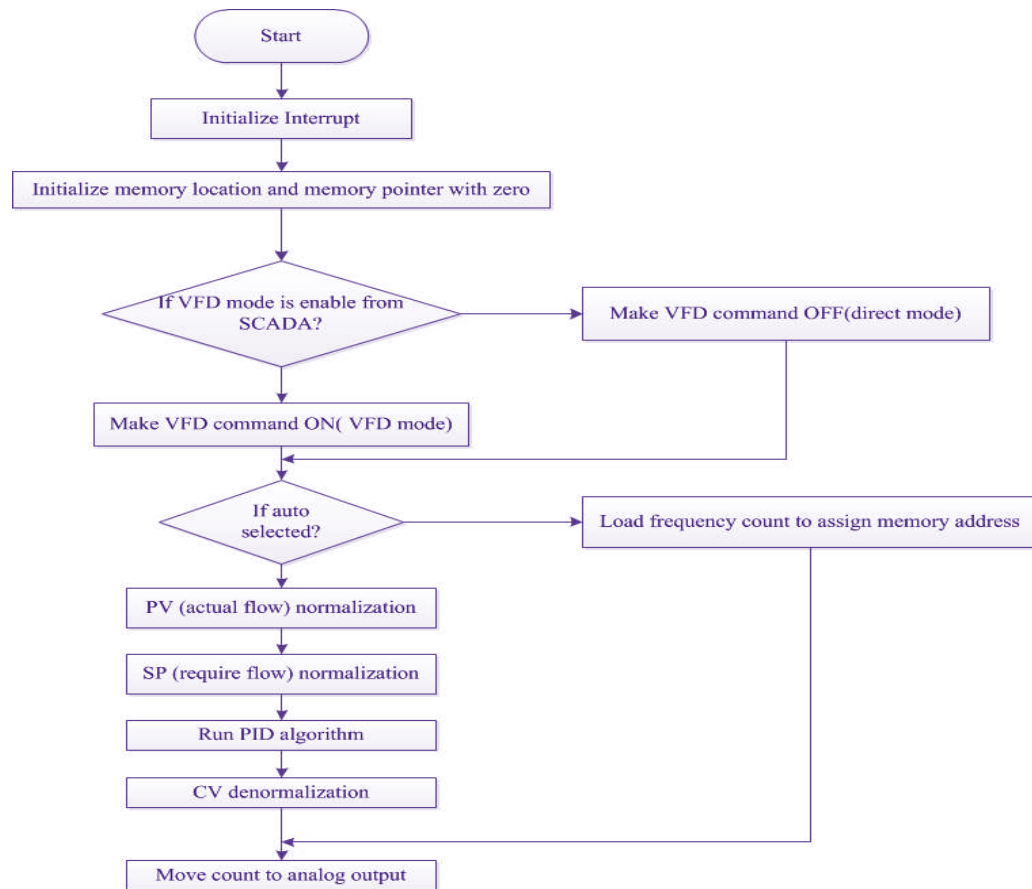 Start
Initialize Interrupt
Initialize memory location and memory pointer with zero
If VFD mode is enable from
SCADA?
Make VFD command OFF(direct mode)
Make VFD command ON( VFD mode)
If auto
selected?
Load frequency count to assign memory address
PV (actual flow) normalization
SP (require flow) normalization
Run PID algorithm
CV denormalization
Move count to analog output